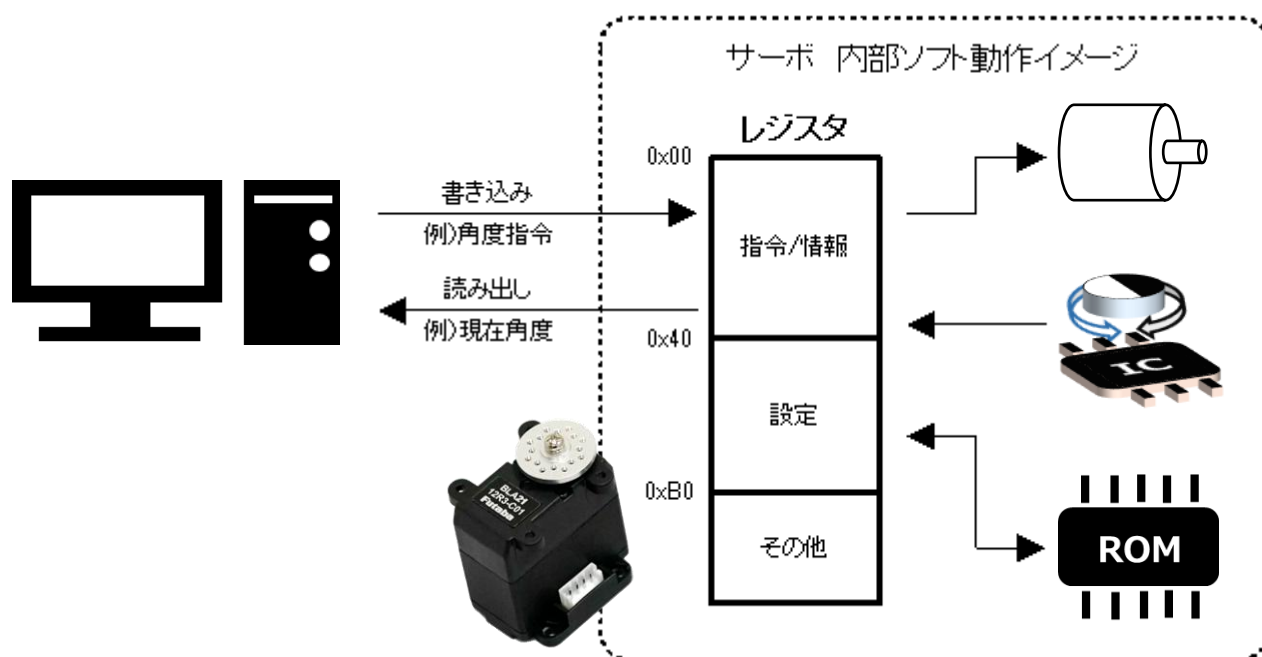 サーボ 内部ソフト動作イメージ
レジスタ
0x00
書き込み
例)角度指令
指令/情報
読み出し
例)現在角度
0x40
IC
設定
BLA21
12R3-C01
Futaba
0xB0
その他
ROM